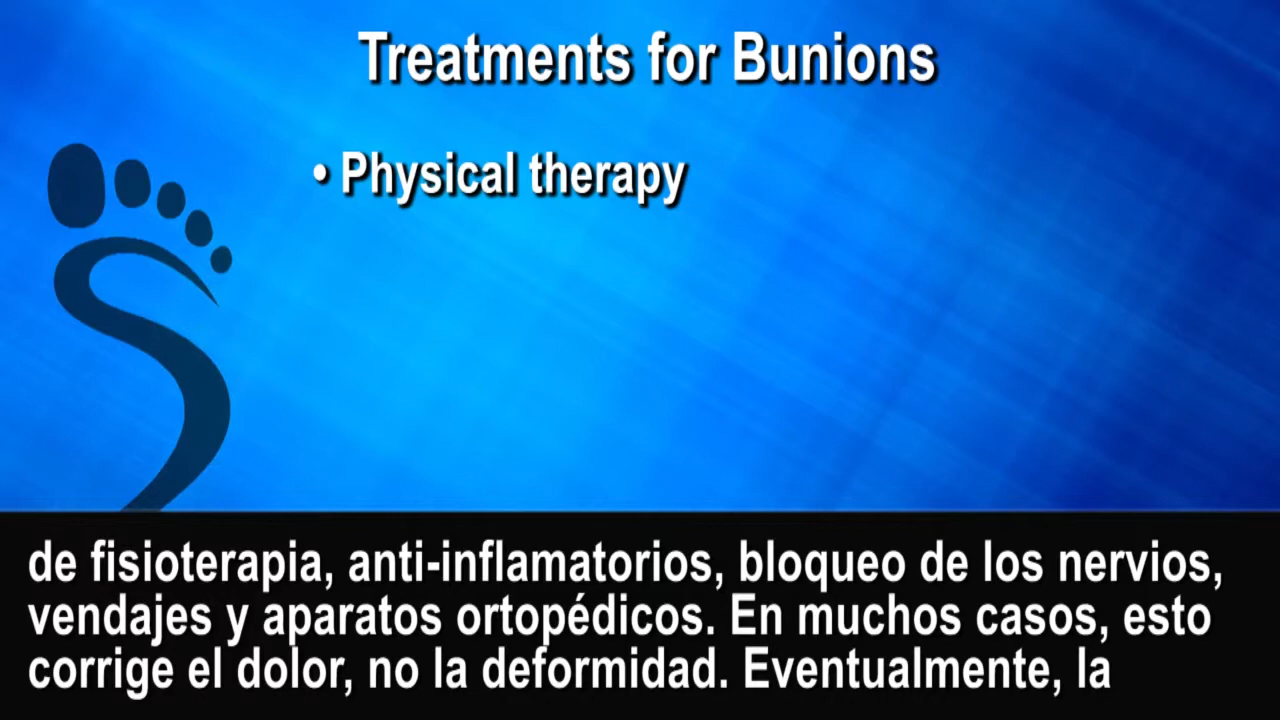 Treatments for Bunions
• Physical therapy
de fisioterapia, anti-inflamatorios, bloqueo de los nervios,
vendajes y aparatos ortopédicos. En muchos casos, esto
corrige el dolor, no la deformidad. Eventualmente, la